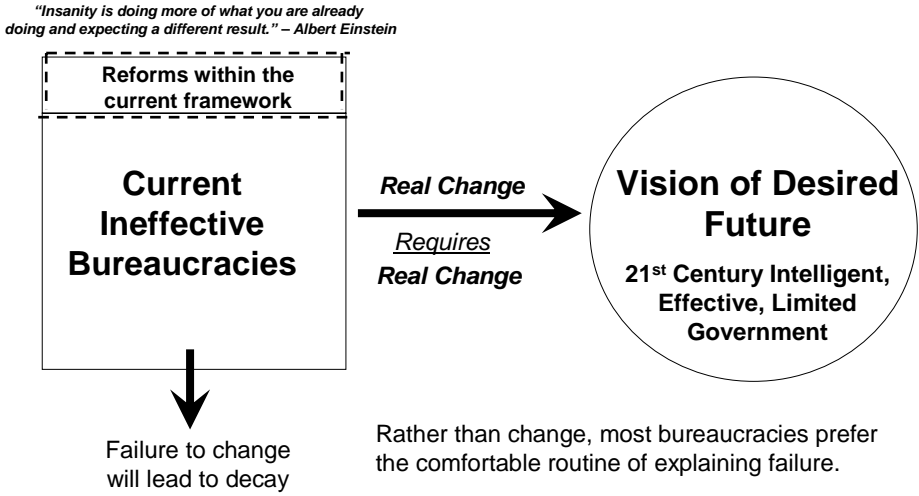 “Insanity is doing more of what you are already
doing and expecting a different result.” – Albert Einstein
Reforms within the
current framework
Current
Ineffective
Bureaucracies
Real Change
Requires
Real Change
Vision of Desired
Future
21st Century Intelligent,
Effective, Limited
Government
Failure to change
will lead to decay
Rather than change, most bureaucracies prefer
the comfortable routine of explaining failure.